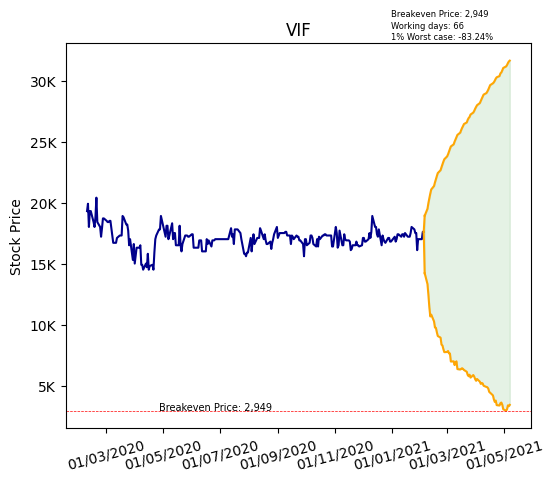 Breakeven Price: 2,949
Working days: 66
1% Worst case: -83.24%
VIF
Stock Price
30K
25K
20K
15K
10K
5K
Breakeven Price: 2,949
01/03/2020
01/05/2020
01/07/2020
01/09/2020
01/11/2020
01/01/2021
01/03/2021
01/05/2021